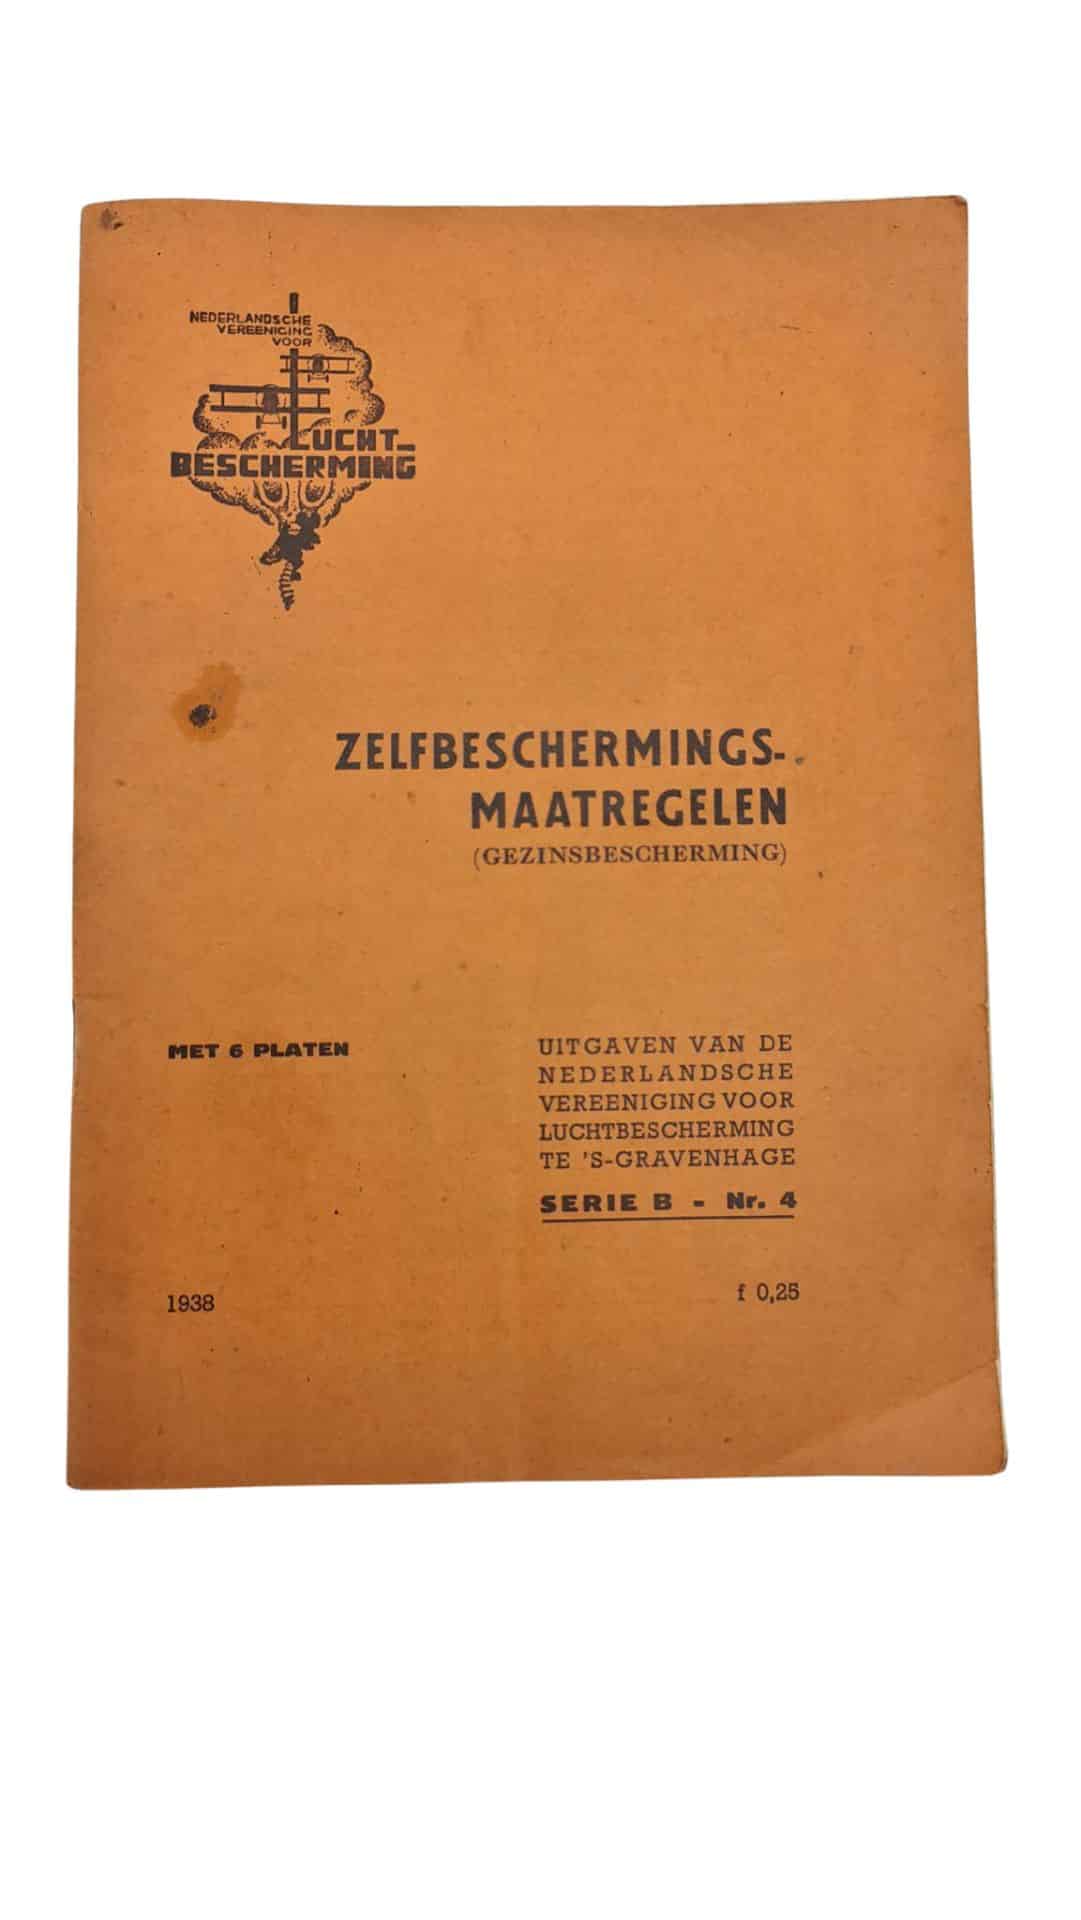 NEDERLANDSCHE
VEREENIGING
VOOR
LUCHT-
BESCHERMING
ZELFBESCHERMINGS-
MAATREGELEN
(GEZINSBESCHERMING)
MET 6 PLATEN
UITGAVEN VAN DE
NEDERLANDSCHE
VEREENIGING VOOR
LUCHTBESCHERMING
TE 'S-GRAVENHAGE
SERIE B - Nr. 4
1938
f 0,25